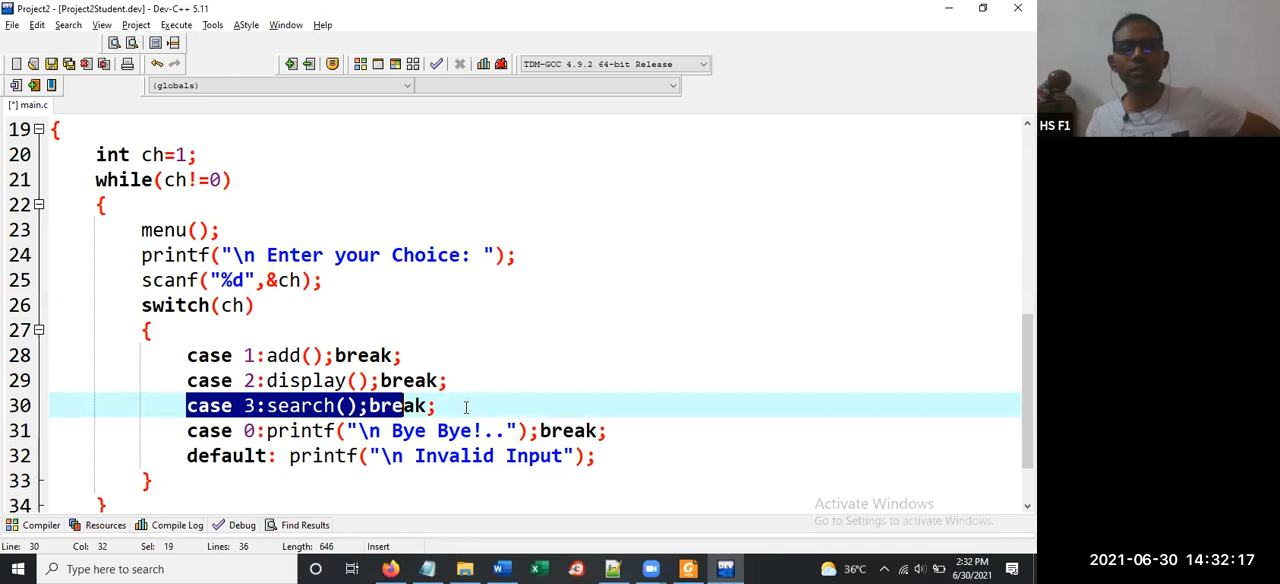 Project2 - [Project2Student.dev] - Dev-C++ 5.11
File Edit Search View Project Execute Tools AStyle Window Help
TDM-GCC 4.9.2 64-bit Release
(globals)
[*] main.c
HS F1
19 {
20 int ch=1;
21 while(ch!=0)
22 {
23 menu();
24 printf("\n Enter your Choice: ");
25 scanf("%d",&ch);
26 switch(ch)
27 {
28 case 1:add();break;
29 case 2:display();break;
30 case 3:search();break;
31 case 0:printf("\n Bye Bye!..");break;
32 default: printf("\n Invalid Input");
33 }
34 }
Activate Windows
Go to Settings to activate Windows.
Compiler Resources Compile Log Debug Find Results
Line: 30 Col: 32 Sel: 19 Lines: 36 Length: 646 Insert
Type here to search
DEV
36°C
2:32 PM
6/30/2021
2021-06-30 14:32:17